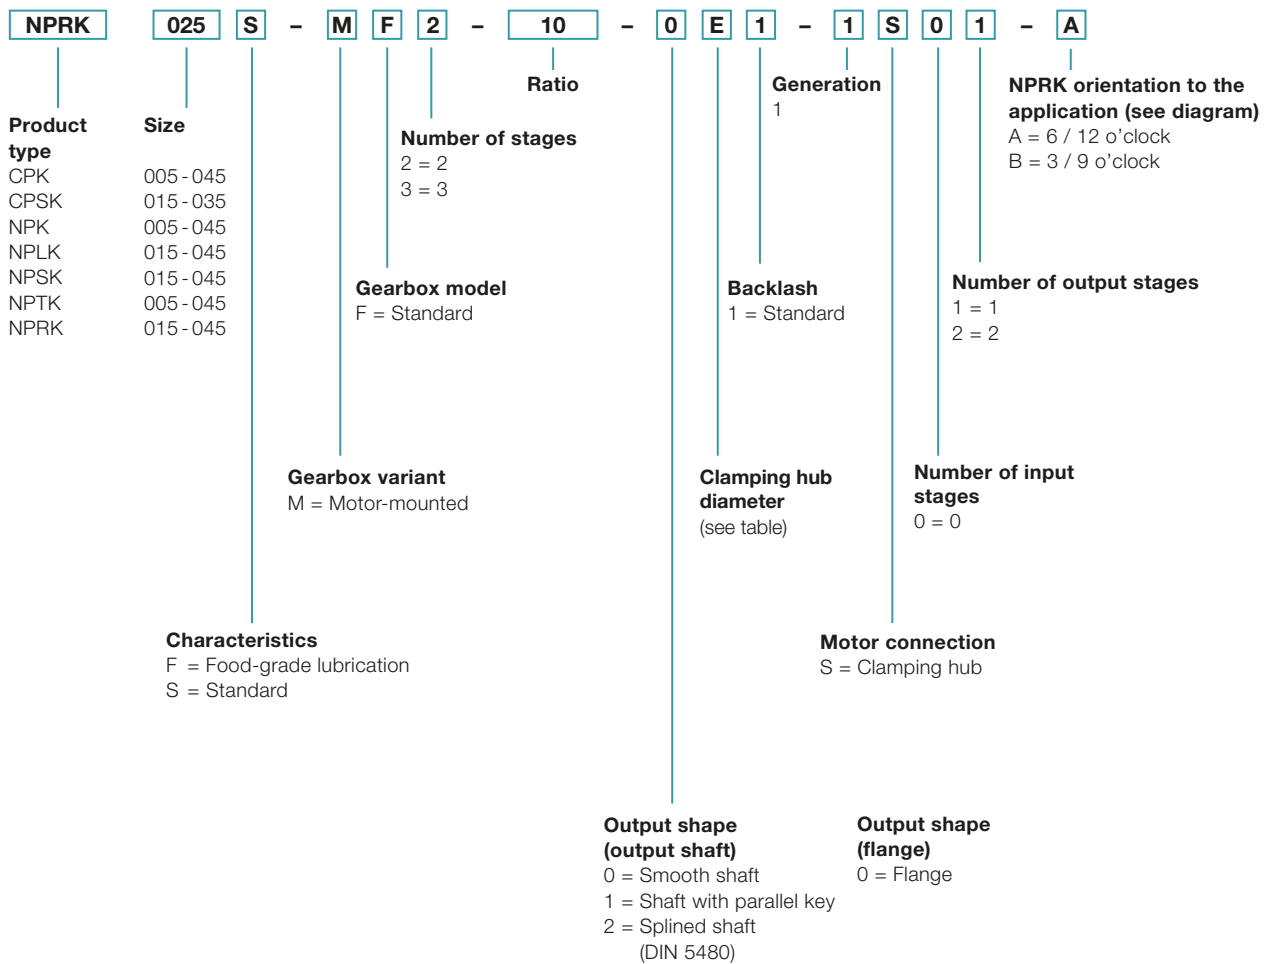 NPRK 025 S – M F 2 – 10 – 0 E 1 – 1 S 0 1 – A
Product
type
CPK
CPSK
NPK
NPLK
NPSK
NPTK
NPRK
Size
005 - 045
015 - 035
005 - 045
015 - 045
015 - 045
005 - 045
015 - 045
Characteristics
F = Food-grade lubrication
S = Standard
Gearbox variant
M = Motor-mounted
Gearbox model
F = Standard
Number of stages
2 = 2
3 = 3
Ratio
Output shape
(output shaft)
0 = Smooth shaft
1 = Shaft with parallel key
2 = Splined shaft
(DIN 5480)
Output shape
(flange)
0 = Flange
Clamping hub
diameter
(see table)
Backlash
1 = Standard
Generation
1
Motor connection
S = Clamping hub
Number of input
stages
0 = 0
Number of output stages
1 = 1
2 = 2
NPRK orientation to the
application (see diagram)
A = 6 / 12 o’clock
B = 3 / 9 o’clock